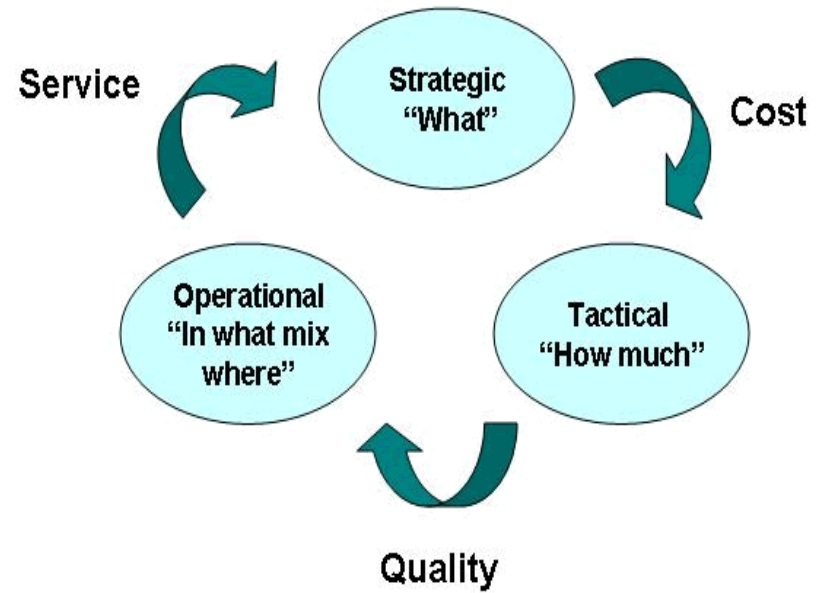 Service
Strategic
“What”
Cost
Operational
“In what mix
where”
Tactical
“How much”
Quality